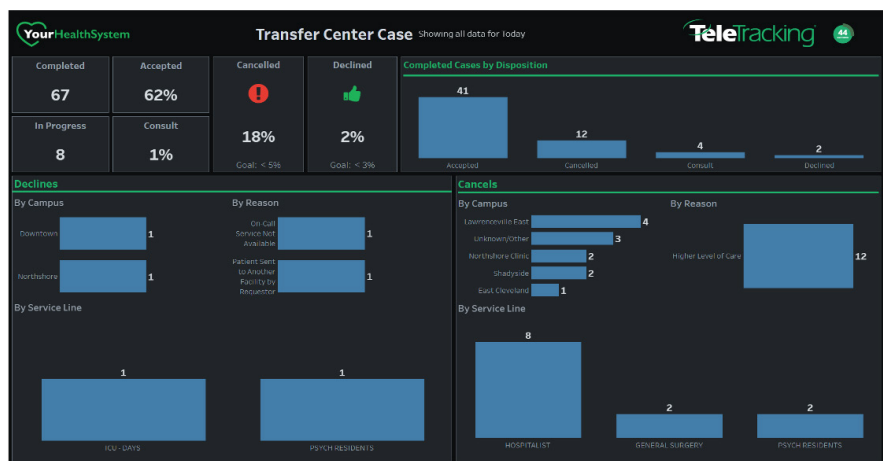 YourHealthSystem
Transfer Center Case Showing all data for Today
TeleTracking
44
Completed
67
Accepted
62%
Cancelled
18%
Goal: < 5%
Declined
2%
Goal: < 3%
In Progress
8
Consult
1%
Completed Cases by Disposition
41
12
4
2
Accepted
Cancelled
Consult
Declined
Declines
By Campus
Downtown
1
Northshore
1
By Reason
On-Call
Service Not
Available
1
Patient Sent
to Another
Facility by
Requestor
1
By Service Line
1
1
ICU - DAYS
PSYCH RESIDENTS
Cancels
By Campus
Lawrenceville East
4
Unknown/Other
3
Northshore Clinic
2
Shadyside
2
East Cleveland
1
By Reason
Higher Level of Care
12
By Service Line
8
2
2
HOSPITALIST
GENERAL SURGERY
PSYCH RESIDENTS